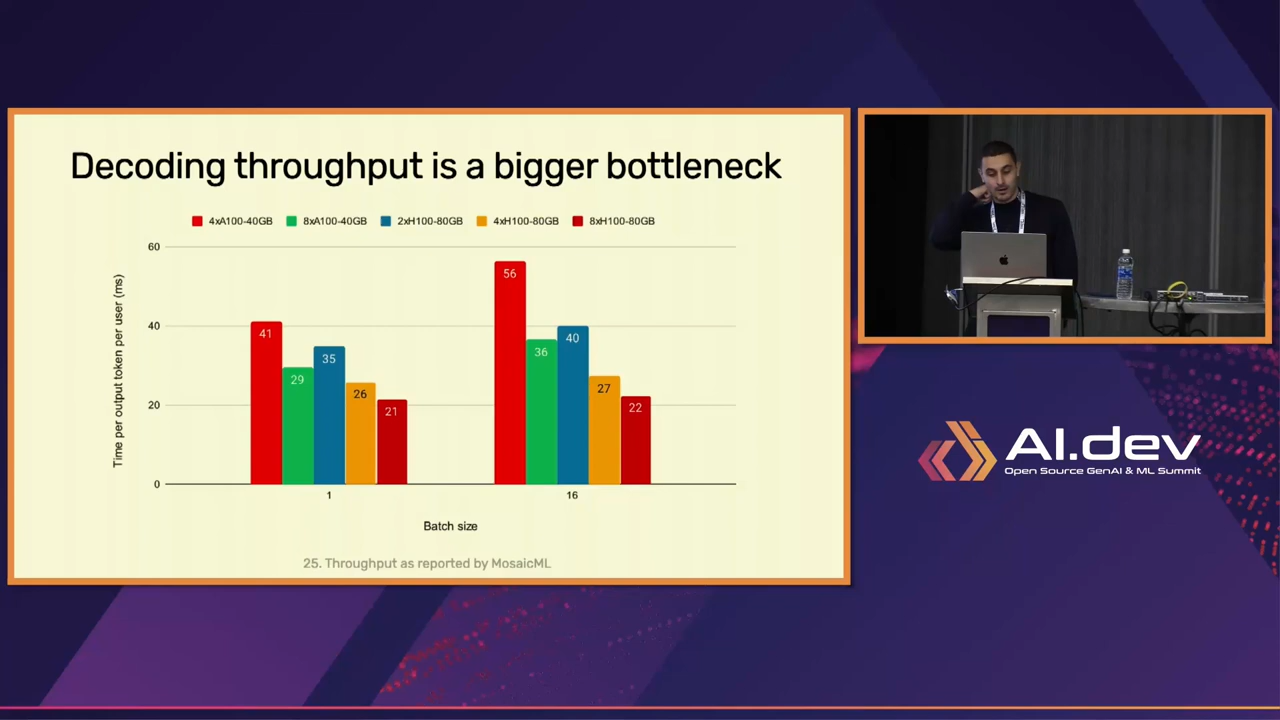 Decoding throughput is a bigger bottleneck
4xA100-40GB 8xA100-40GB 2xH100-80GB 4xH100-80GB 8xH100-80GB
Time per output token per user (ms)
60
40
20
0
41
29
35
26
21
56
36
40
27
22
1
16
Batch size
25. Throughput as reported by MosaicML
AI.dev
Open Source GenAI & ML Summit